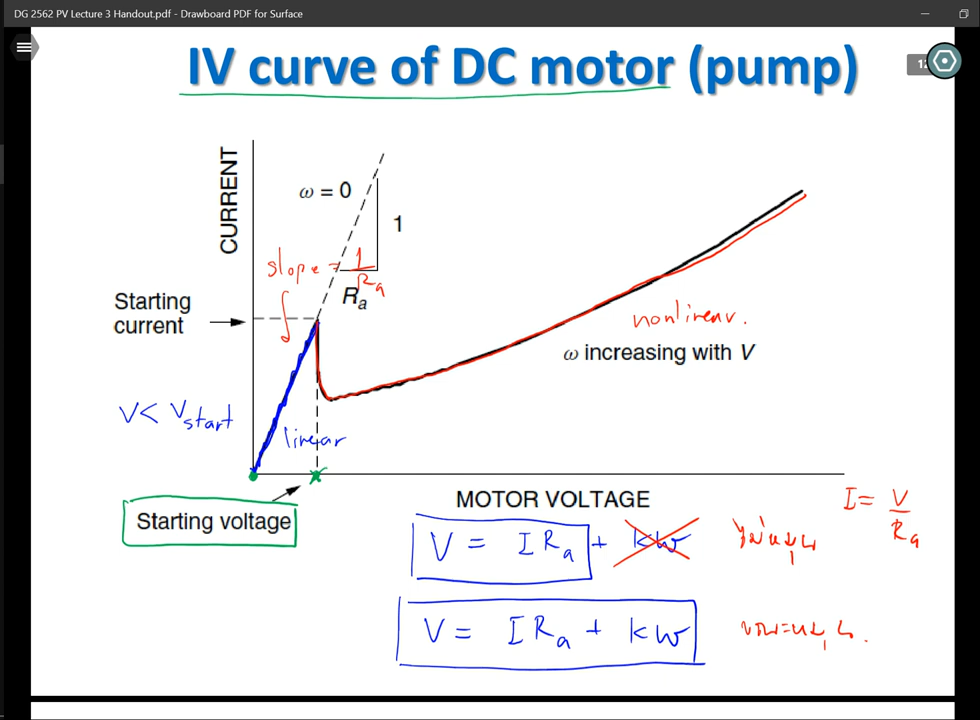 DG 2562 PV Lecture 3 Handout.pdf - Drawboard PDF for Surface
IV curve of DC motor (pump)
CURRENT
ω = 0
1
slope = 1/Ra
Ra
Starting
current
nonlinear.
ω increasing with V
V < Vstart
linear
Starting voltage
MOTOR VOLTAGE
I = V/Ra
V = I Ra + kω
V = I Ra + kω